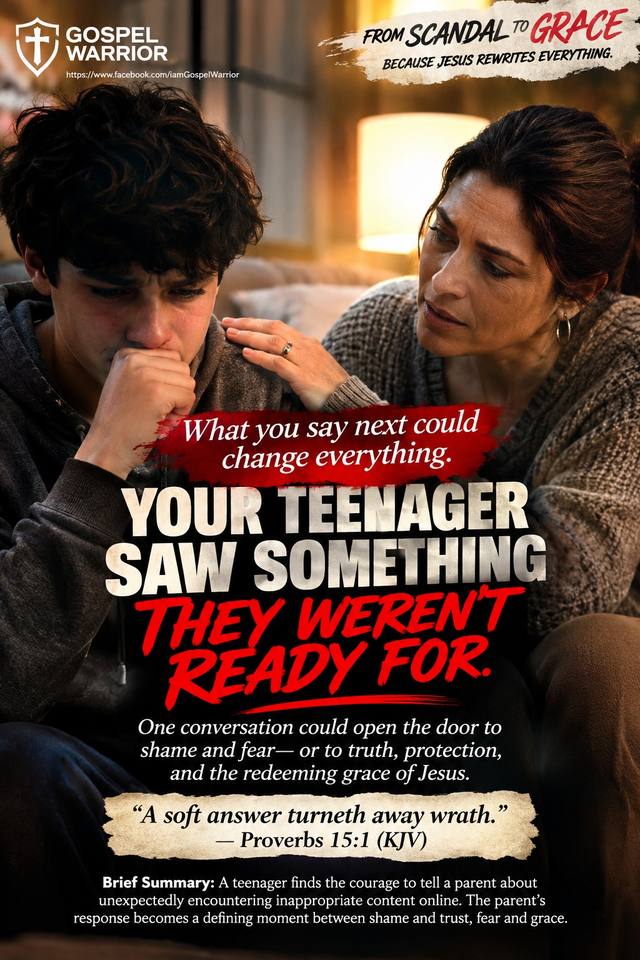 GOSPEL
WARRIOR
https://www.facebook.com/iamGospelWarrior
FROM SCANDAL TO GRACE
BECAUSE JESUS REWRITES EVERYTHING.
What you say next could
change everything.
YOUR TEENAGER
SAW SOMETHING
THEY WEREN'T
READY FOR.
One conversation could open the door to
shame and fear— or to truth, protection,
and the redeeming grace of Jesus.
“A soft answer turneth away wrath.”
— Proverbs 15:1 (KJV)
Brief Summary: A teenager finds the courage to tell a parent about
unexpectedly encountering inappropriate content online. The parent’s
response becomes a defining moment between shame and trust, fear and grace.